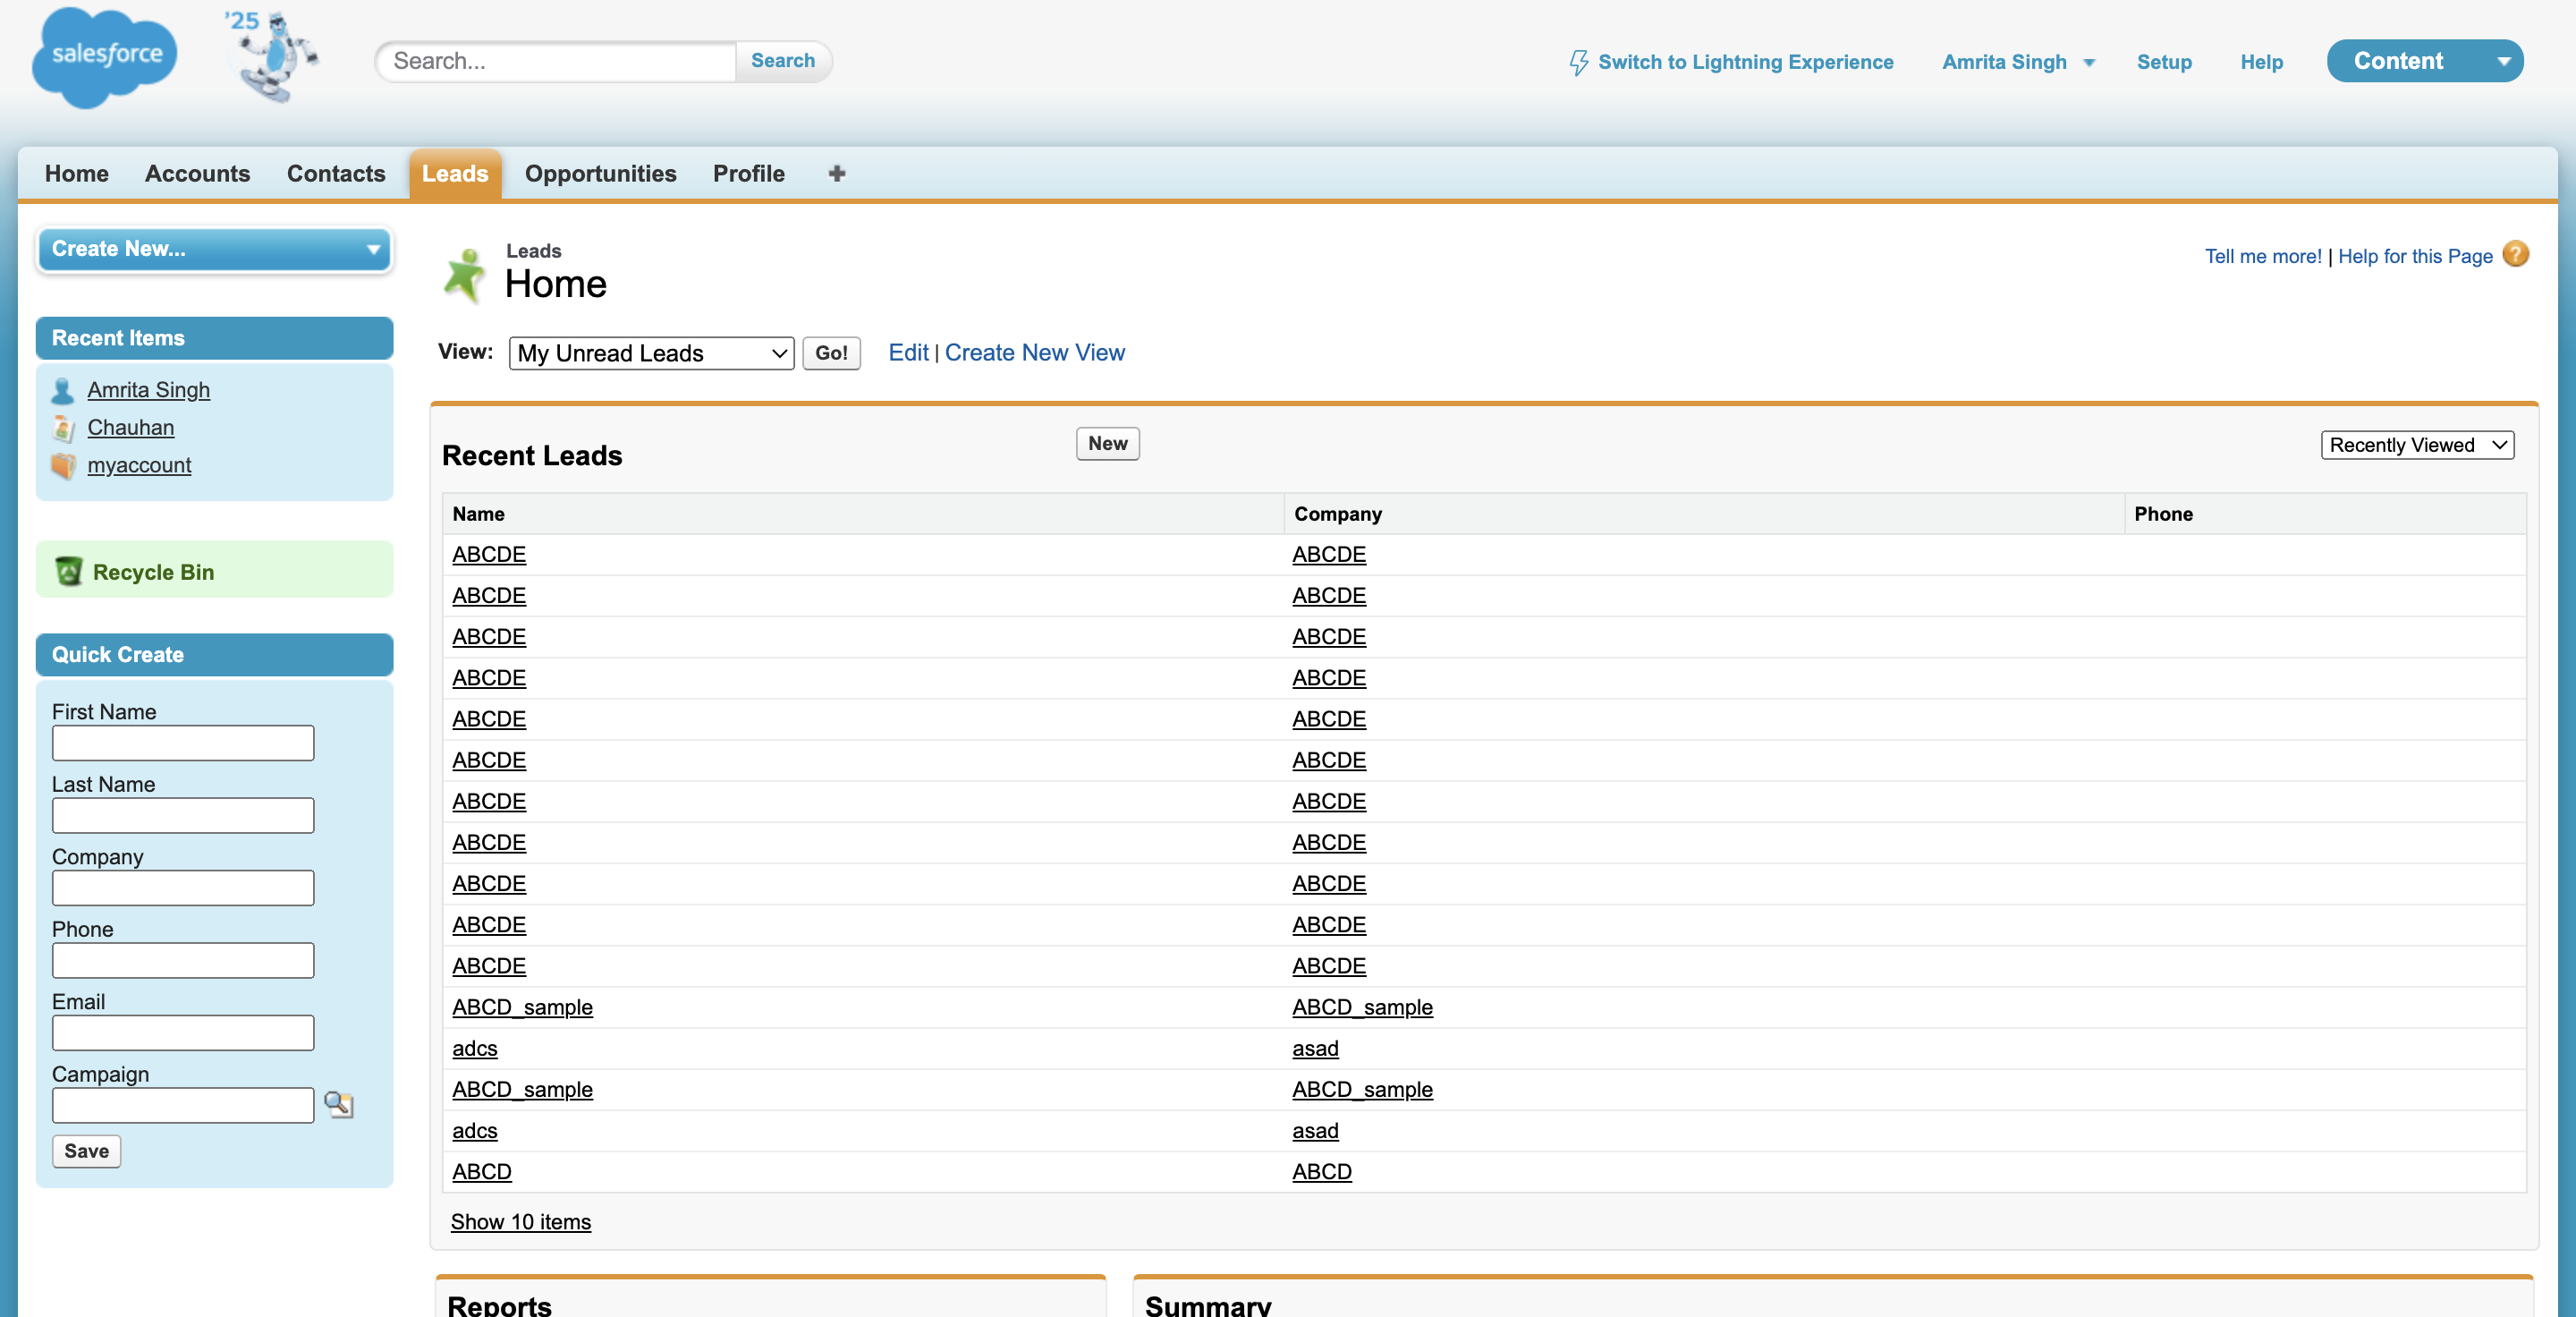 salesforce
'25
Search...
Search
Switch to Lightning Experience
Amrita Singh
Setup
Help
Content
Home
Accounts
Contacts
Leads
Opportunities
Profile
Create New...
Recent Items
Amrita Singh
Chauhan
myaccount
Recycle Bin
Quick Create
First Name
Last Name
Company
Phone
Email
Campaign
Save
Leads
Home
Tell me more! | Help for this Page
View: My Unread Leads Go! Edit | Create New View
Recent Leads New Recently Viewed
Name Company Phone
ABCDE ABCDE
ABCDE ABCDE
ABCDE ABCDE
ABCDE ABCDE
ABCDE ABCDE
ABCDE ABCDE
ABCDE ABCDE
ABCDE ABCDE
ABCDE ABCDE
ABCDE ABCDE
ABCDE ABCDE
ABCD_sample ABCD_sample
adcs asad
ABCD_sample ABCD_sample
adcs asad
ABCD ABCD
Show 10 items
Reports
Summary